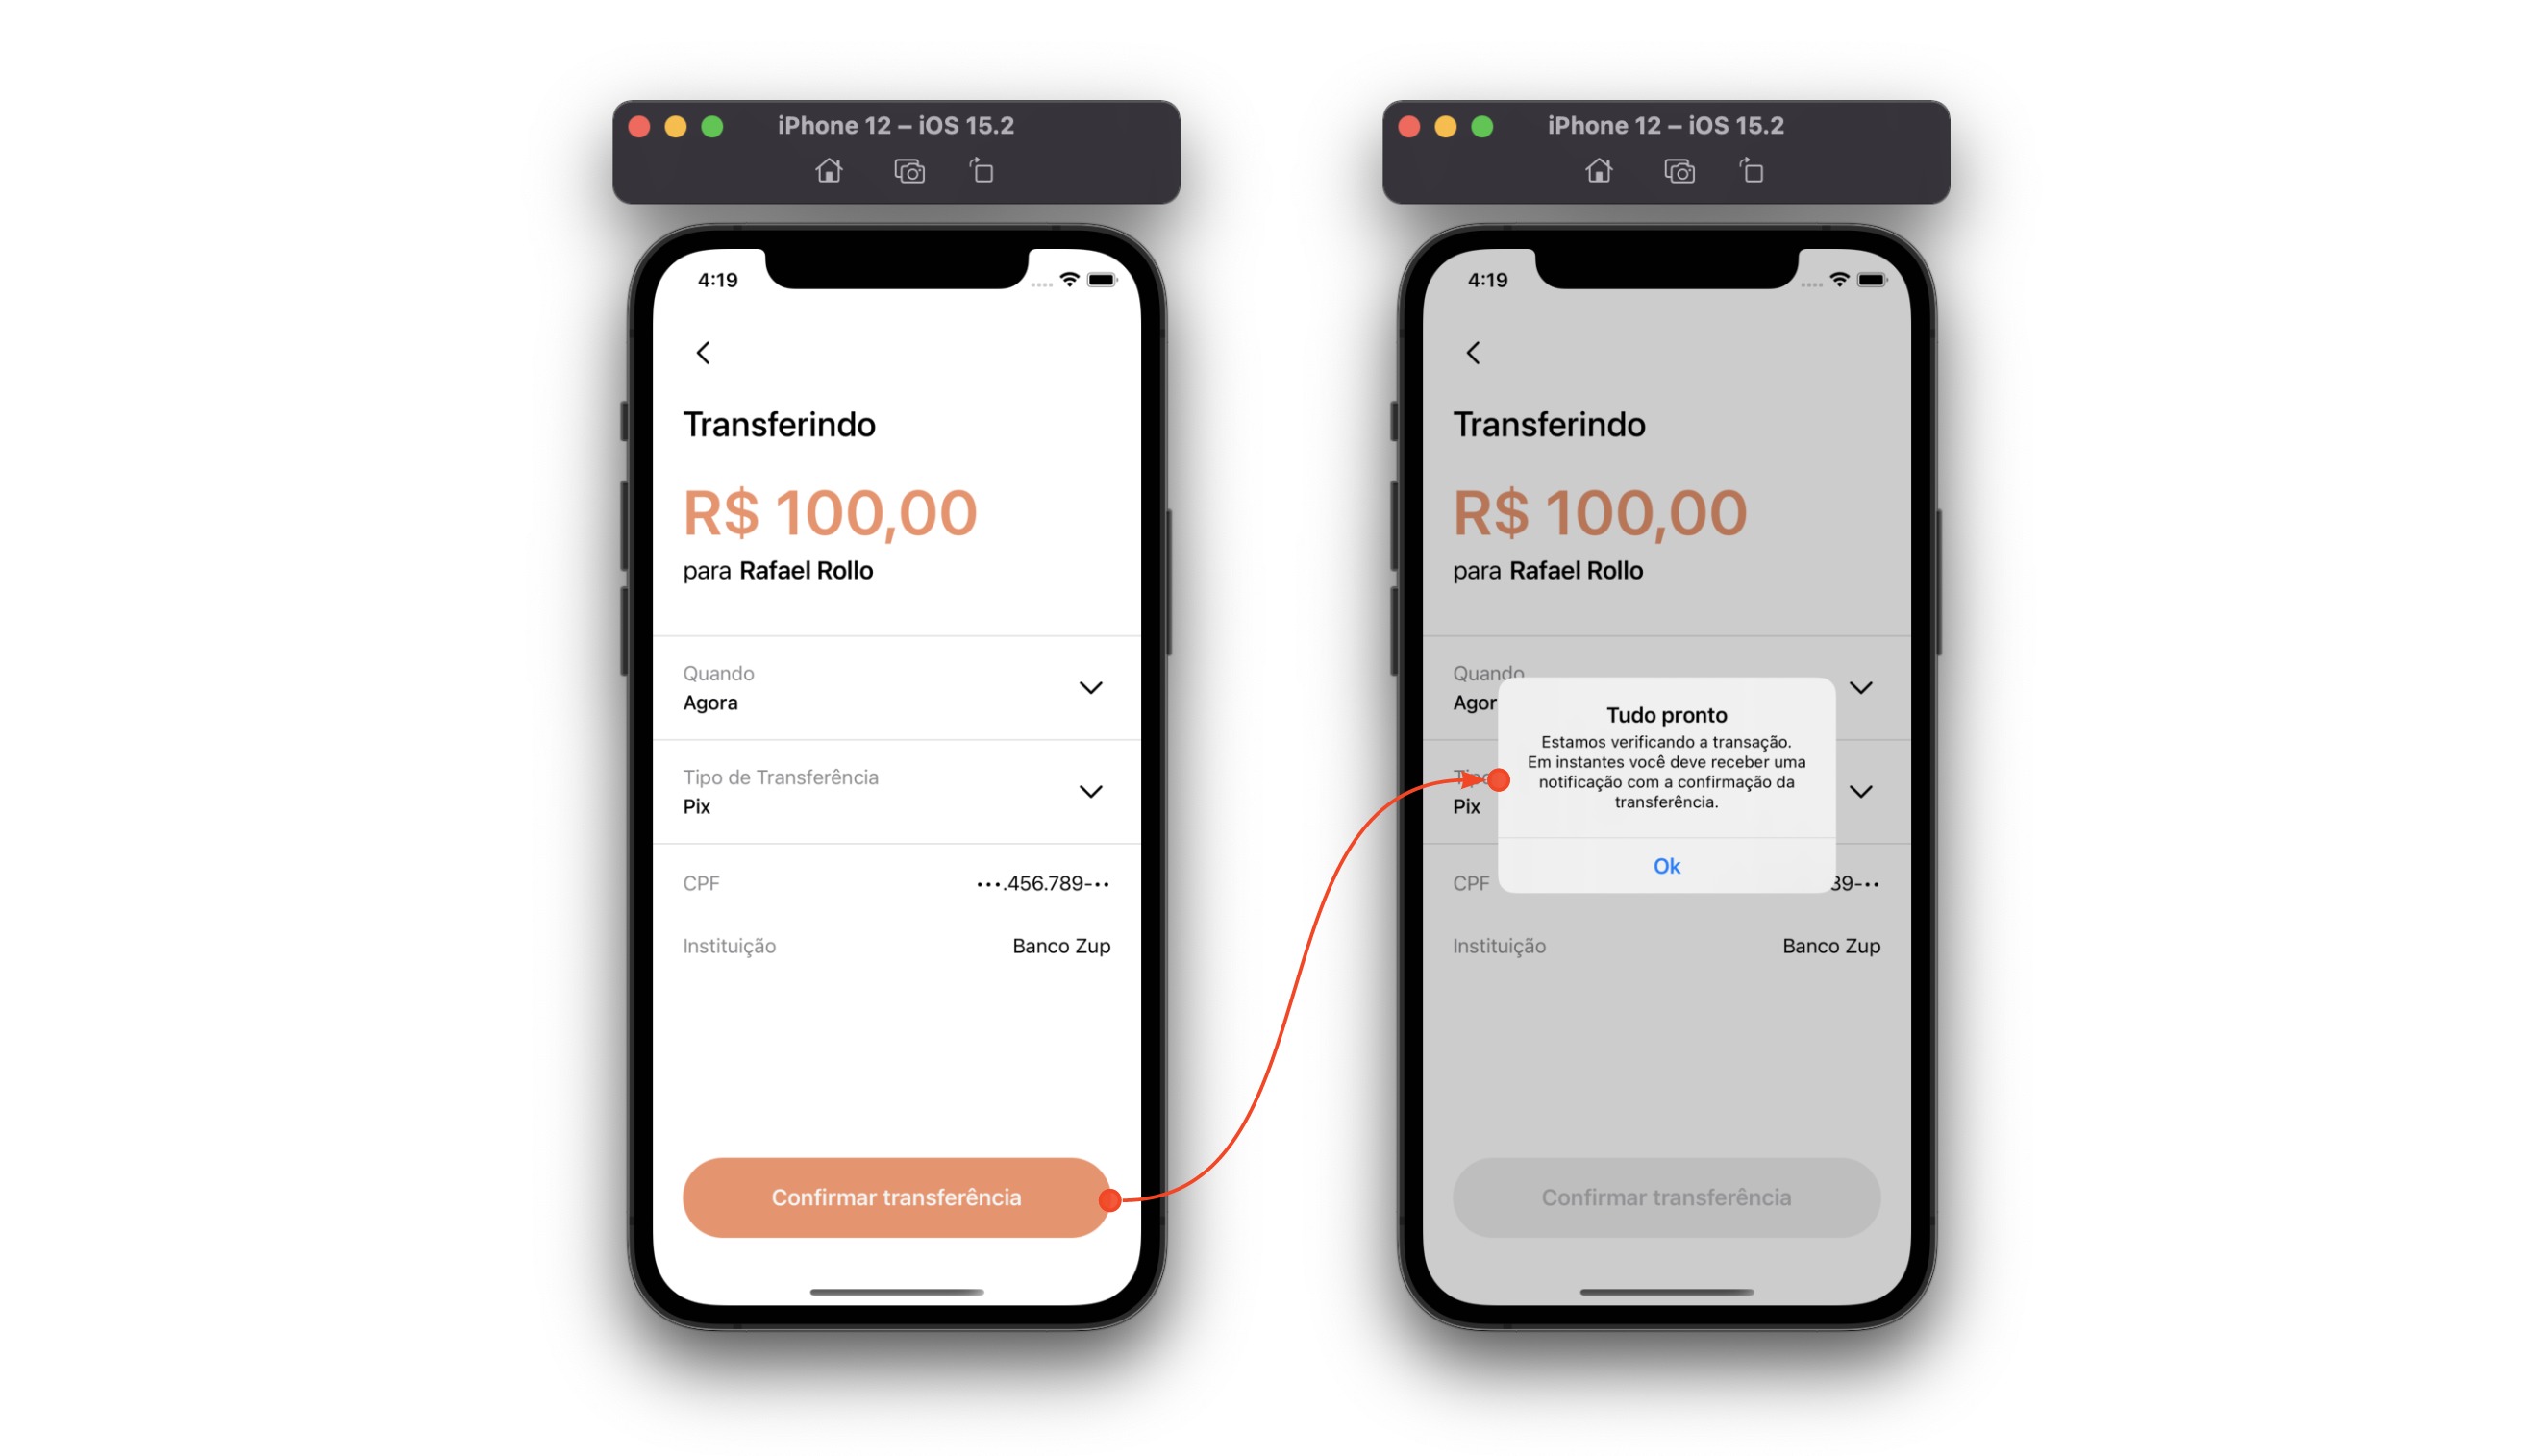 iPhone 12 – iOS 15.2
4:19
Transferindo
R$ 100,00
para Rafael Rollo
Quando
Agora
Tipo de Transferência
Pix
CPF •••.456.789-••
Instituição Banco Zup
Confirmar transferência
iPhone 12 – iOS 15.2
4:19
Transferindo
R$ 100,00
para Rafael Rollo
Quando
Agor
Tudo pronto
Estamos verificando a transação.
Em instantes você deve receber uma
notificação com a confirmação da
transferência.
Ok
Pix
CPF 39-••
Instituição Banco Zup
Confirmar transferência